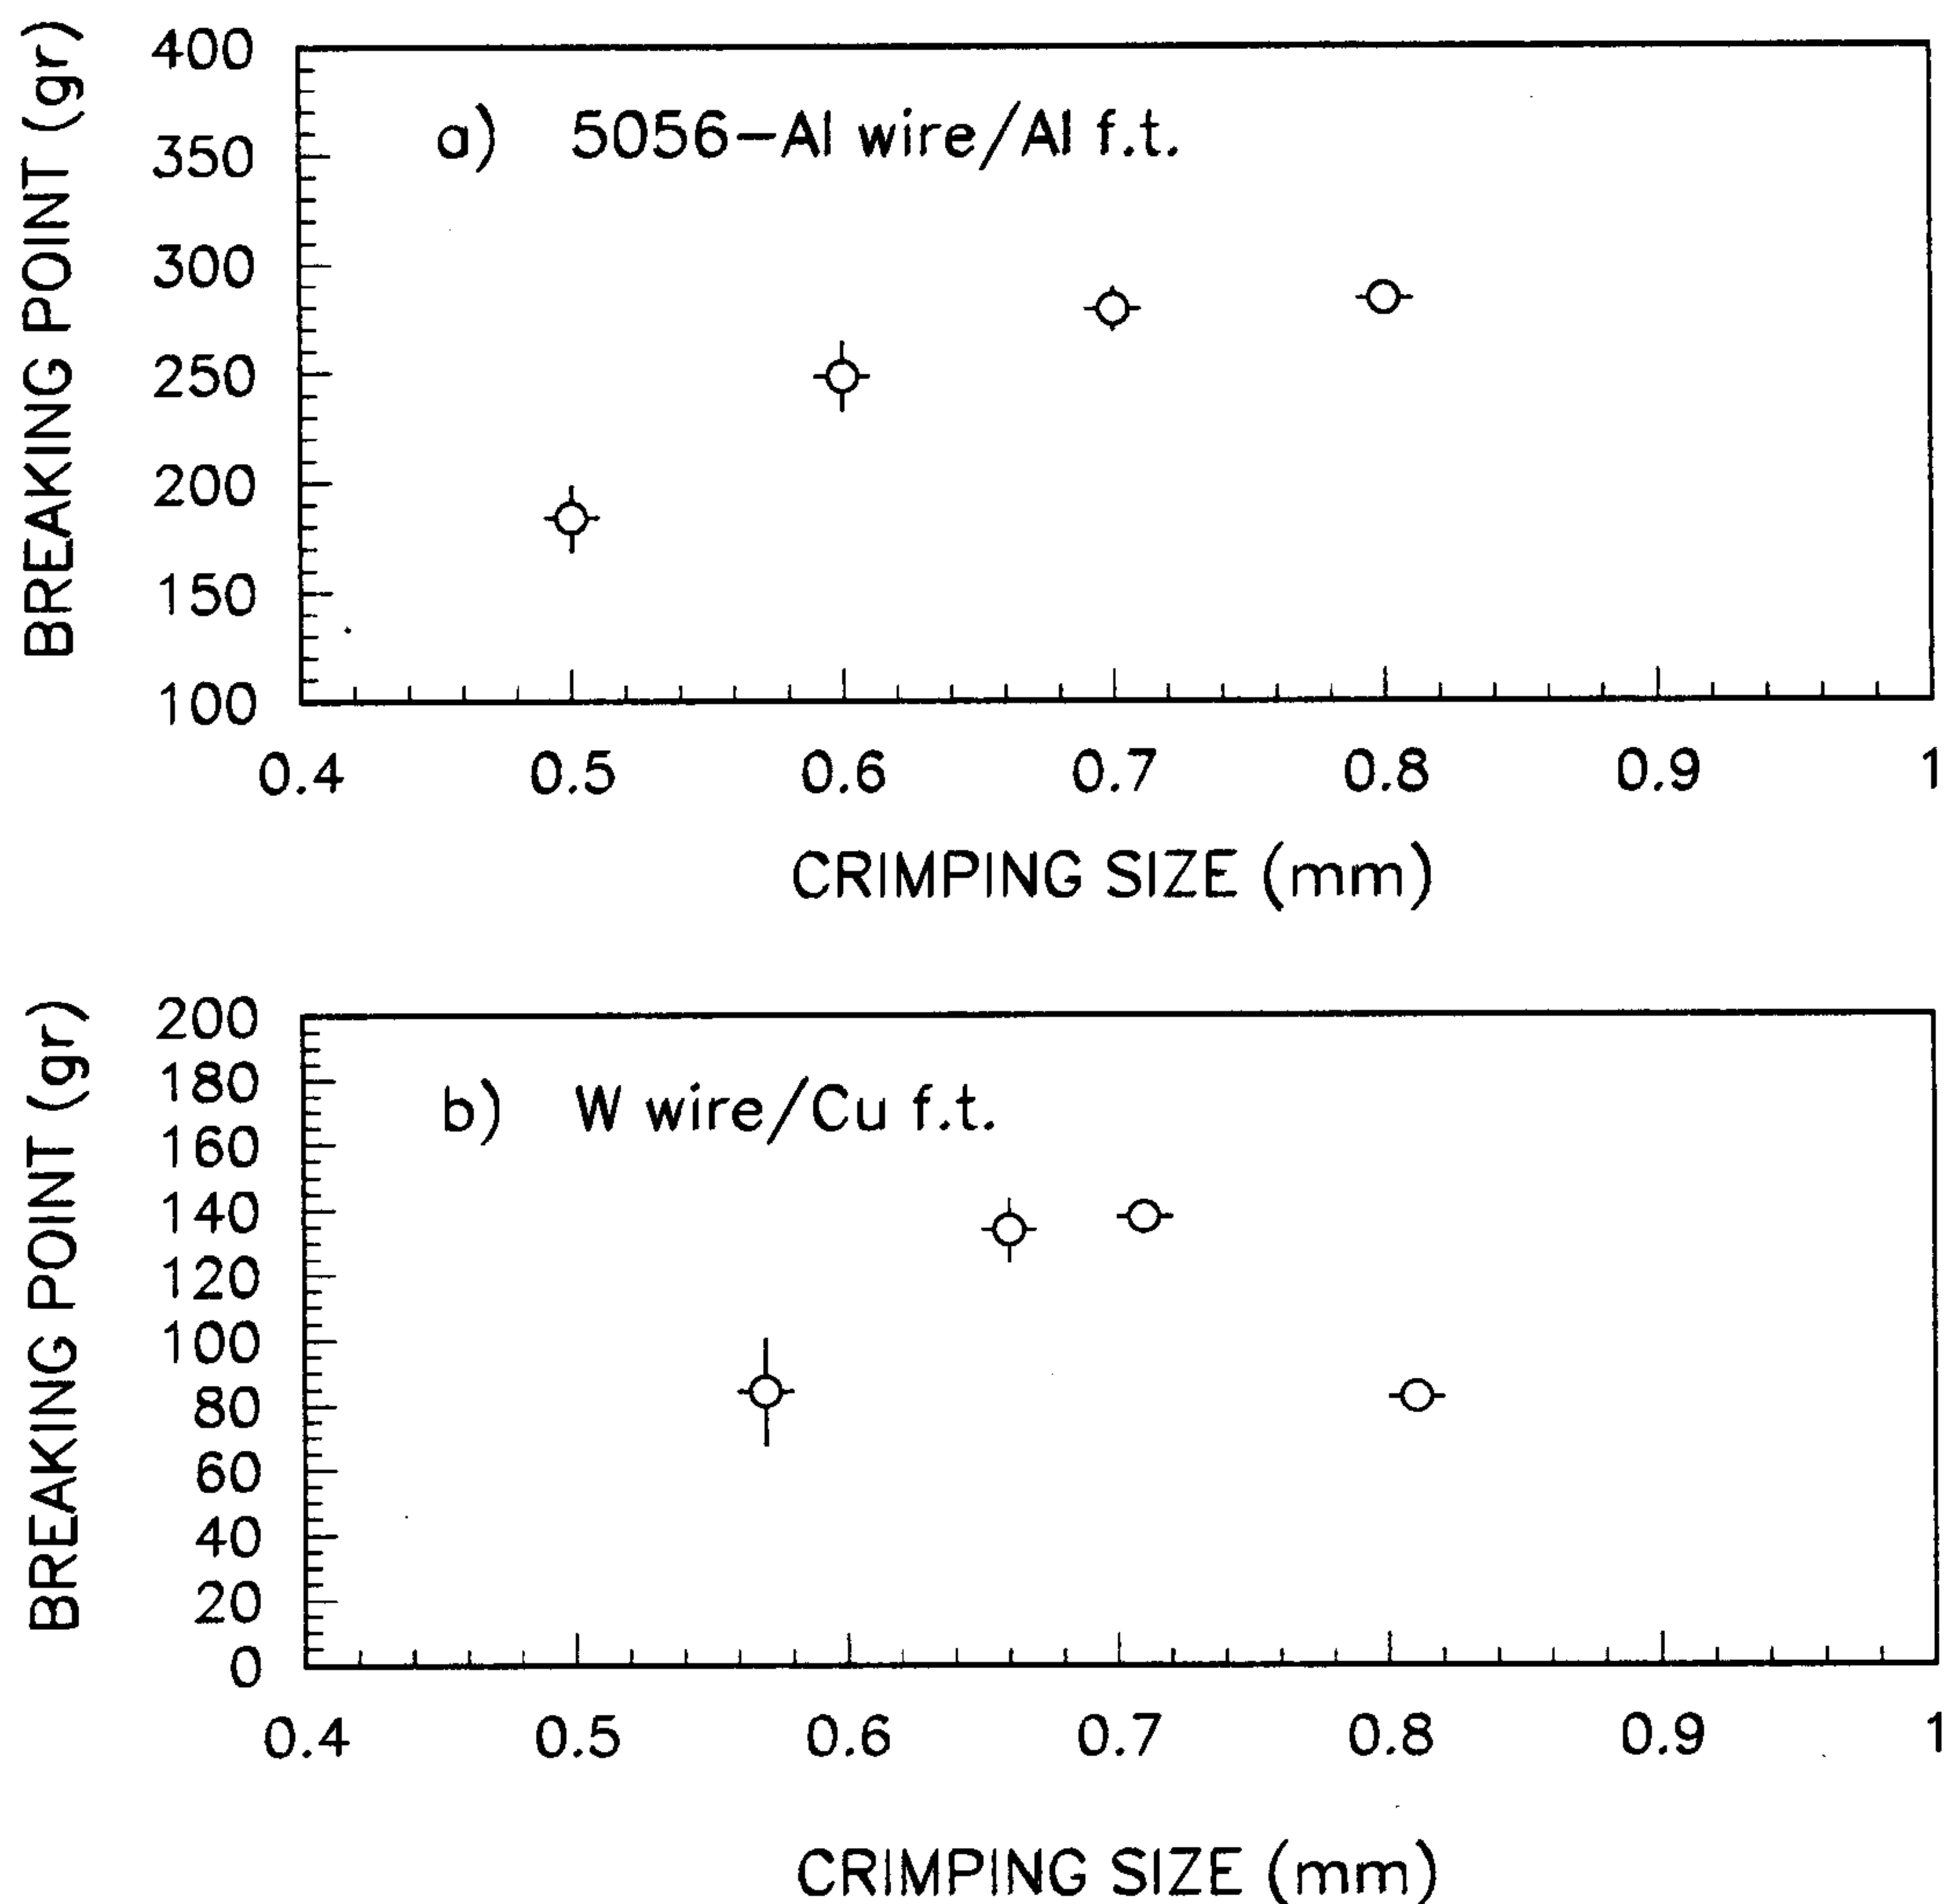 BREAKING POINT (gr)
400
350
300
250
200
150
100
a) 5056-Al wire/Al f.t.
0.4 0.5 0.6 0.7 0.8 0.9 1
CRIMPING SIZE (mm)
BREAKING POINT (gr)
200
180
160
140
120
100
80
60
40
20
0
b) W wire/Cu f.t.
0.4 0.5 0.6 0.7 0.8 0.9 1
CRIMPING SIZE (mm)